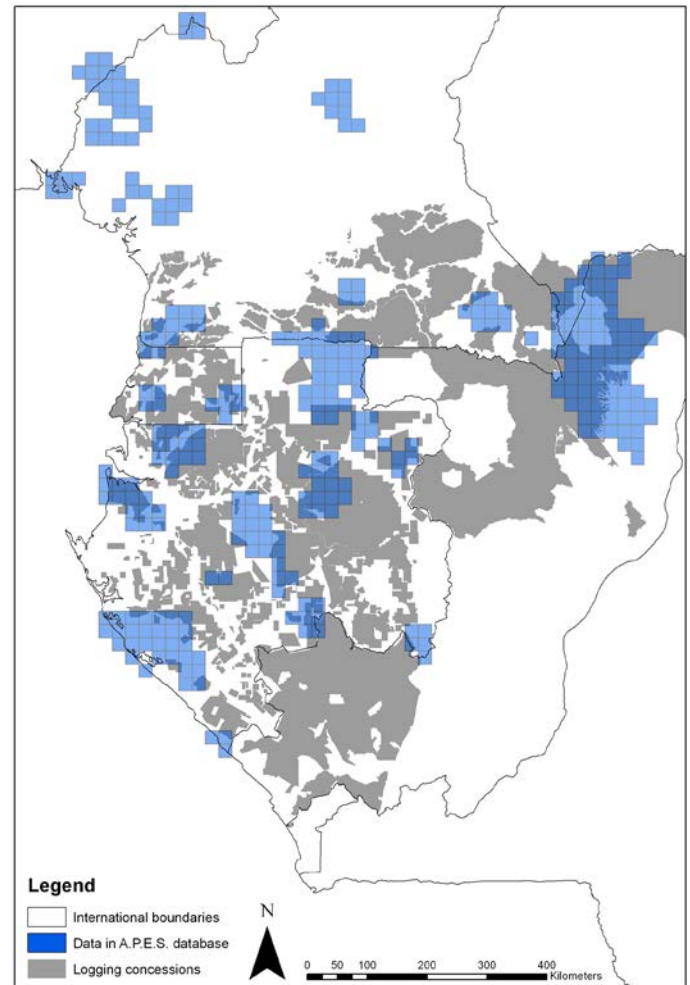 Legend
International boundaries
Data in A.P.E.S. database
Logging concessions
N
0 50 100 200 300 400
Kilometers